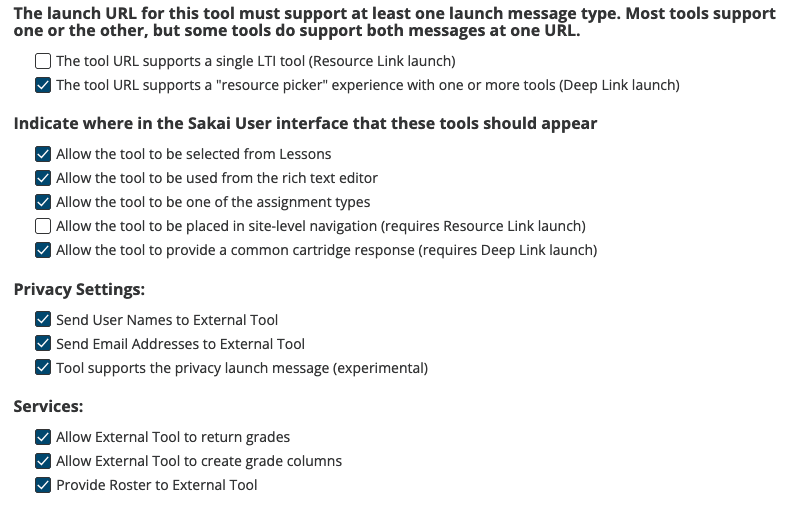 The launch URL for this tool must support at least one launch message type. Most tools support
one or the other, but some tools do support both messages at one URL.
The tool URL supports a single LTI tool (Resource Link launch)
The tool URL supports a "resource picker" experience with one or more tools (Deep Link launch)
Indicate where in the Sakai User interface that these tools should appear
Allow the tool to be selected from Lessons
Allow the tool to be used from the rich text editor
Allow the tool to be one of the assignment types
Allow the tool to be placed in site-level navigation (requires Resource Link launch)
Allow the tool to provide a common cartridge response (requires Deep Link launch)
Privacy Settings:
Send User Names to External Tool
Send Email Addresses to External Tool
Tool supports the privacy launch message (experimental)
Services:
Allow External Tool to return grades
Allow External Tool to create grade columns
Provide Roster to External Tool